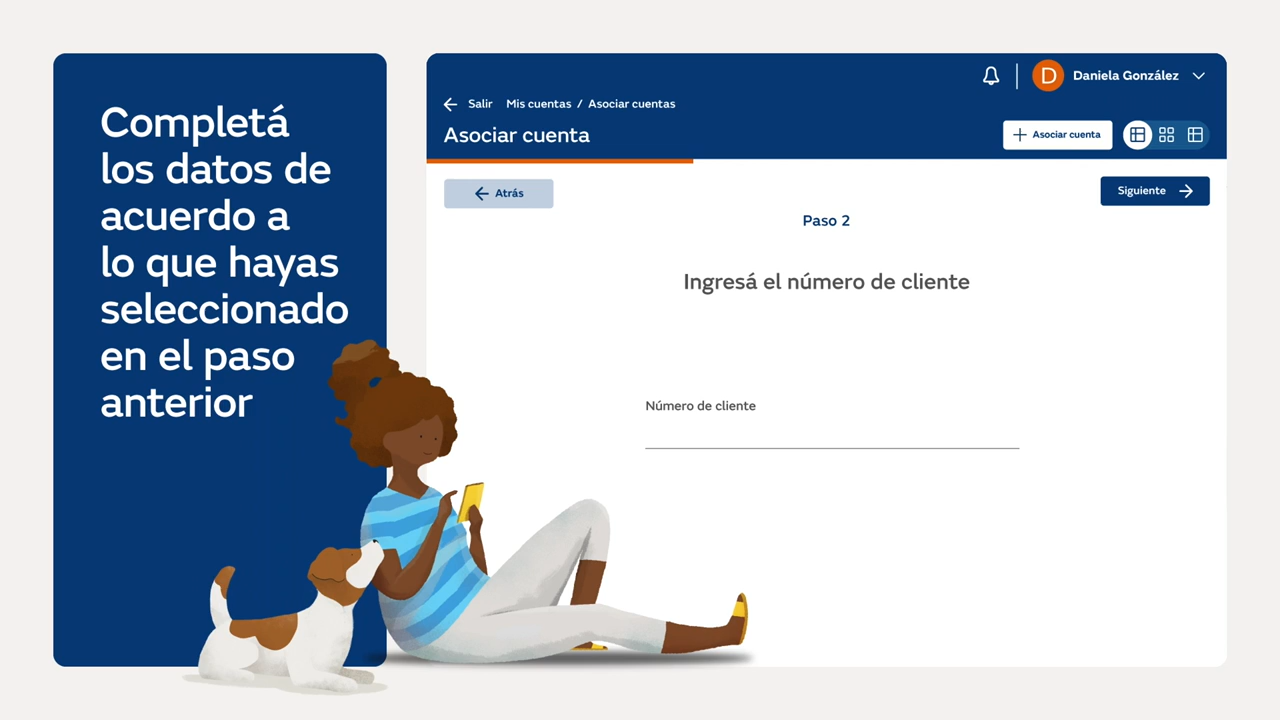 Completá
los datos de
acuerdo a
lo que hayas
seleccionado
en el paso
anterior
D Daniela González
Salir Mis cuentas / Asociar cuentas
Asociar cuenta
Asociar cuenta
Atrás
Siguiente
Paso 2
Ingresá el número de cliente
Número de cliente